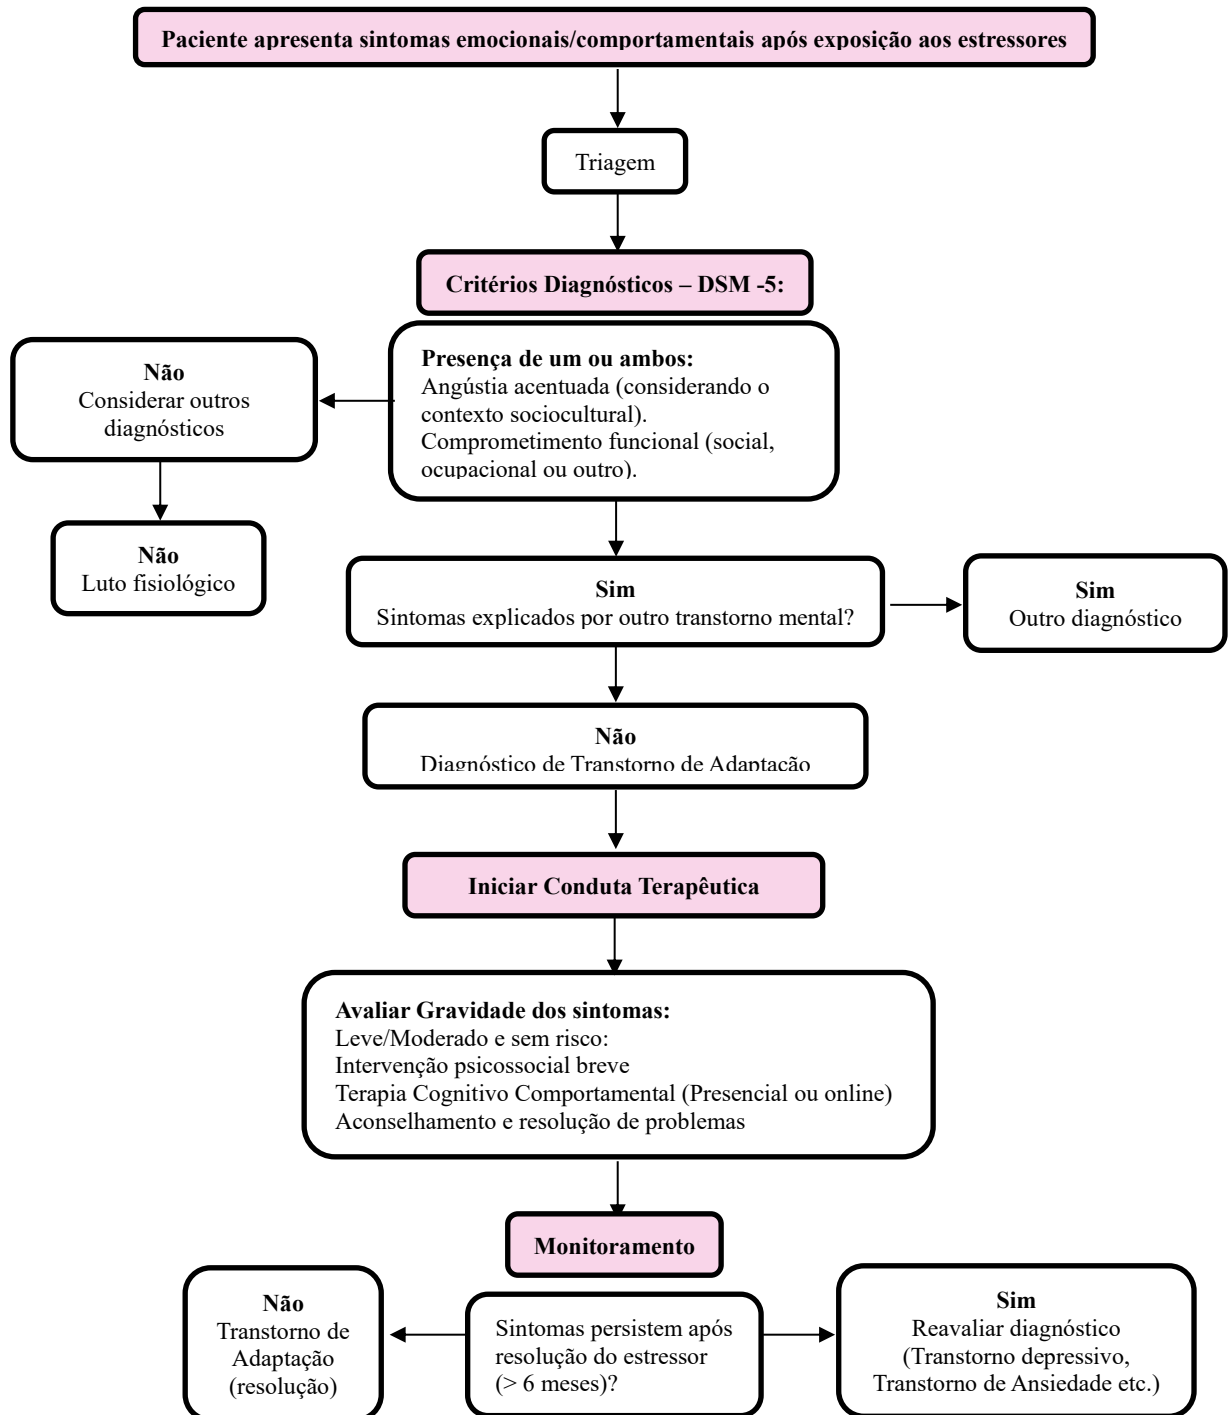 Paciente apresenta sintomas emocionais/comportamentais após exposição aos estressores
Triagem
Critérios Diagnósticos – DSM -5:
Presença de um ou ambos:
Angústia acentuada (considerando o
contexto sociocultural).
Comprometimento funcional (social,
ocupacional ou outro).
Não
Considerar outros
diagnósticos
Não
Luto fisiológico
Sim
Sintomas explicados por outro transtorno mental?
Sim
Outro diagnóstico
Não
Diagnóstico de Transtorno de Adaptação
Iniciar Conduta Terapêutica
Avaliar Gravidade dos sintomas:
Leve/Moderado e sem risco:
Intervenção psicossocial breve
Terapia Cognitivo Comportamental (Presencial ou online)
Aconselhamento e resolução de problemas
Monitoramento
Não
Transtorno de
Adaptação
(resolução)
Sintomas persistem após
resolução do estressor
(> 6 meses)?
Sim
Reavaliar diagnóstico
(Transtorno depressivo,
Transtorno de Ansiedade etc.)